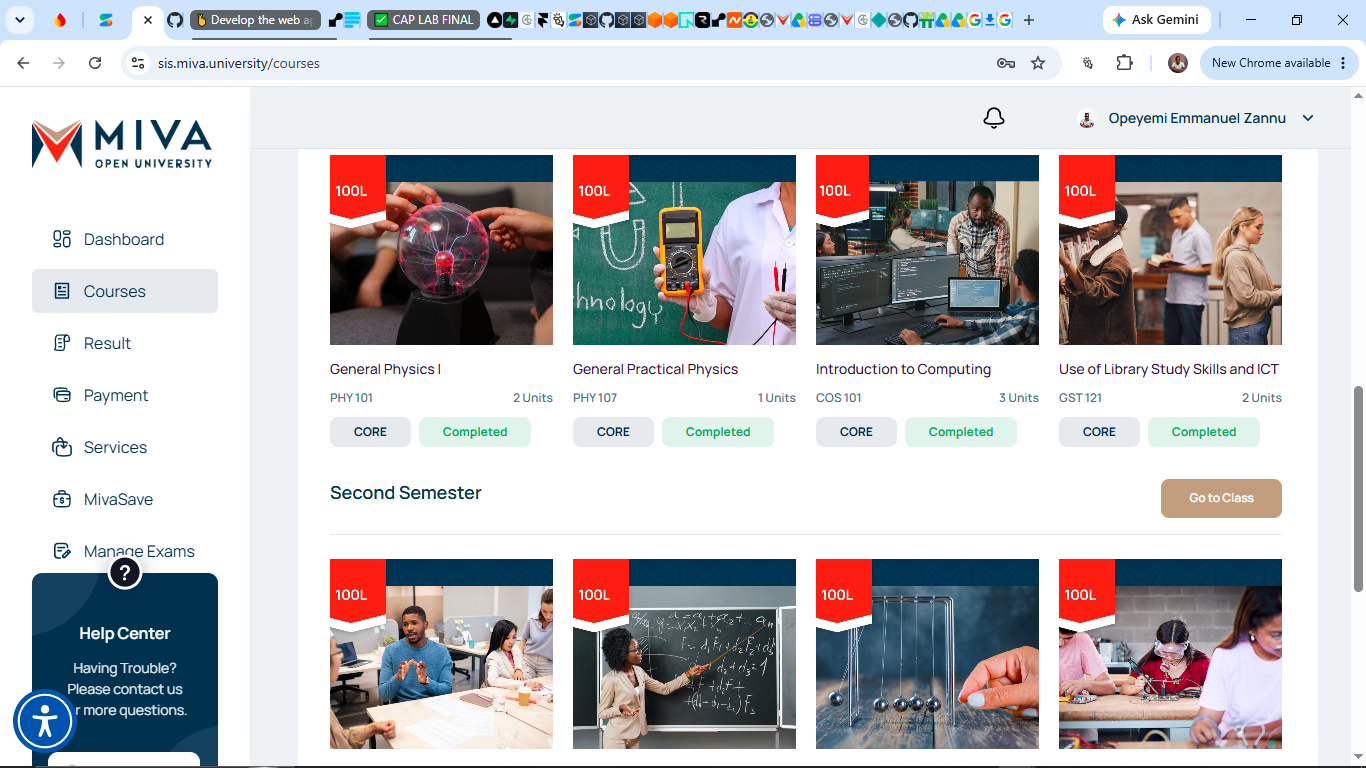 Develop the web ap
CAP LAB FINAL
Ask Gemini
sis.miva.university/courses
New Chrome available
MIVA
OPEN UNIVERSITY
Opeyemi Emmanuel Zannu
Dashboard
Courses
Result
Payment
Services
MivaSave
Manage Exams
?
Help Center
Having Trouble?
Please contact us
r more questions.
100L
100L
100L
100L
hnology
General Physics I
General Practical Physics
Introduction to Computing
Use of Library Study Skills and ICT
PHY 101
2 Units
PHY 107
1 Units
COS 101
3 Units
GST 121
2 Units
CORE
Completed
CORE
Completed
CORE
Completed
CORE
Completed
Second Semester
Go to Class
100L
100L
100L
100L